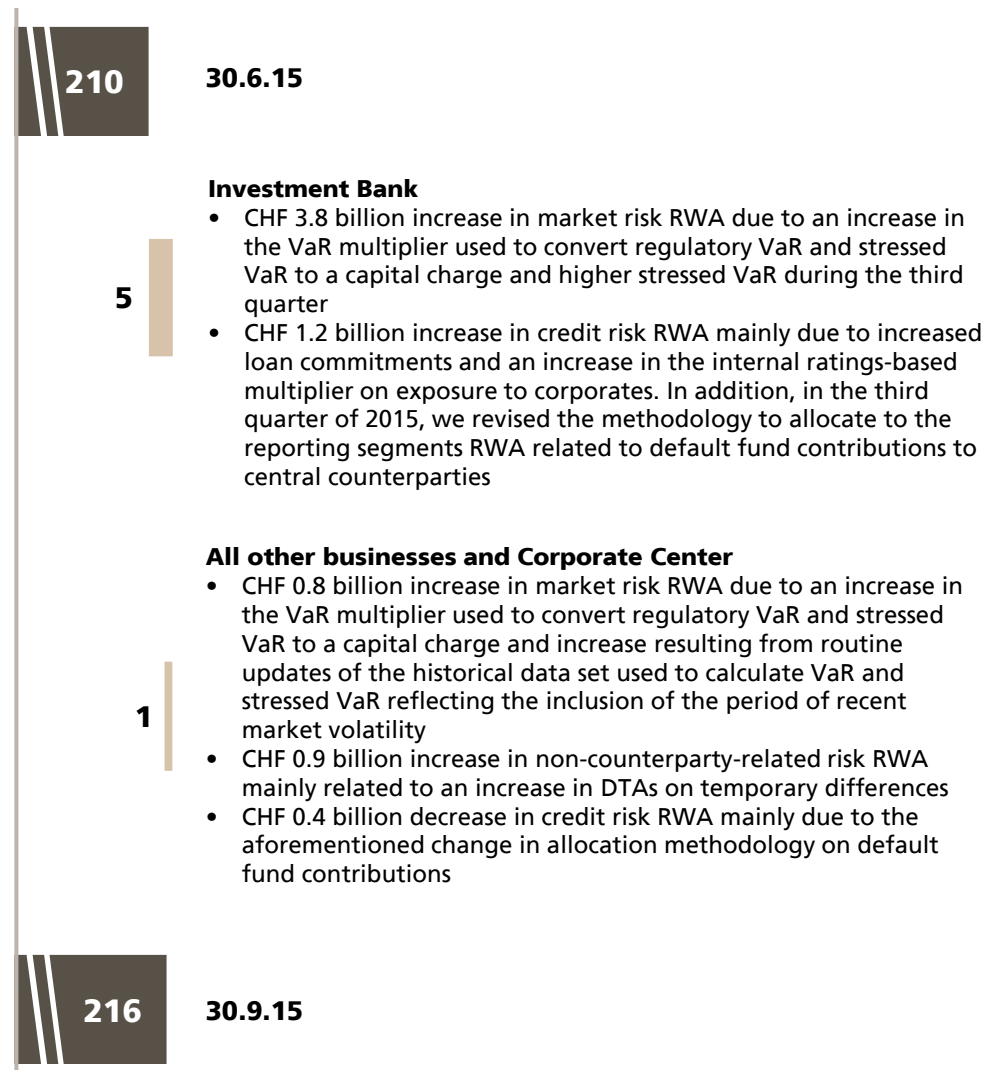 210 30.6.15
Investment Bank
• CHF 3.8 billion increase in market risk RWA due to an increase in
the VaR multiplier used to convert regulatory VaR and stressed
VaR to a capital charge and higher stressed VaR during the third
quarter
5
• CHF 1.2 billion increase in credit risk RWA mainly due to increased
loan commitments and an increase in the internal ratings-based
multiplier on exposure to corporates. In addition, in the third
quarter of 2015, we revised the methodology to allocate to the
reporting segments RWA related to default fund contributions to
central counterparties
All other businesses and Corporate Center
• CHF 0.8 billion increase in market risk RWA due to an increase in
the VaR multiplier used to convert regulatory VaR and stressed
VaR to a capital charge and increase resulting from routine
updates of the historical data set used to calculate VaR and
stressed VaR reflecting the inclusion of the period of recent
market volatility
1
• CHF 0.9 billion increase in non-counterparty-related risk RWA
mainly related to an increase in DTAs on temporary differences
• CHF 0.4 billion decrease in credit risk RWA mainly due to the
aforementioned change in allocation methodology on default
fund contributions
216 30.9.15